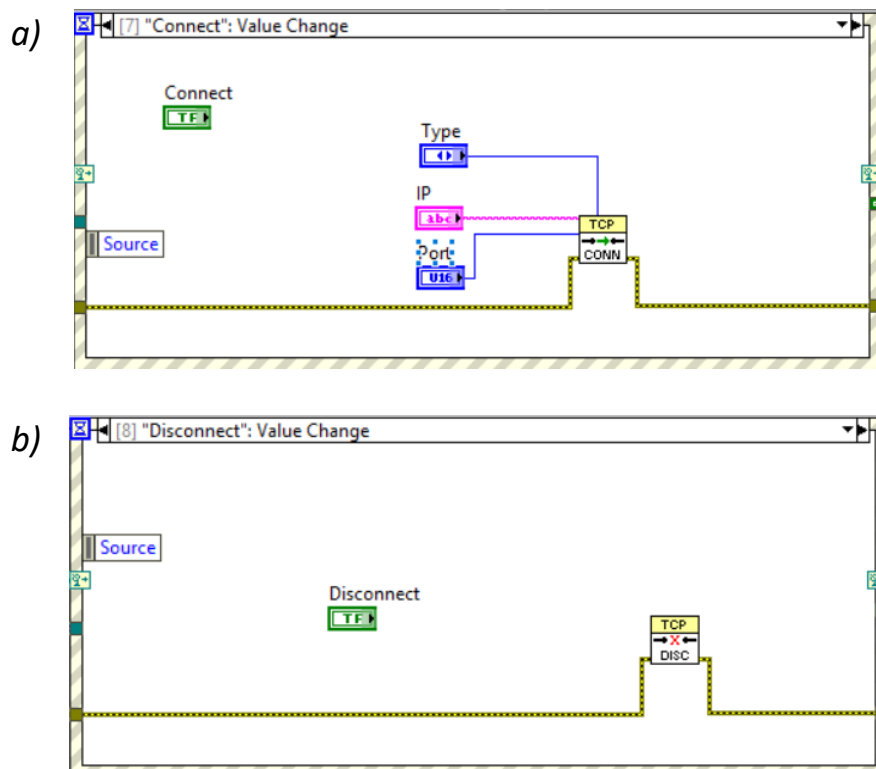 a)
[7] "Connect": Value Change
Connect
TF
Type
IP
abc
TCP
Source
Port
CONN
U16
b)
[8] "Disconnect": Value Change
Source
Disconnect
TF
TCP
X
DISC